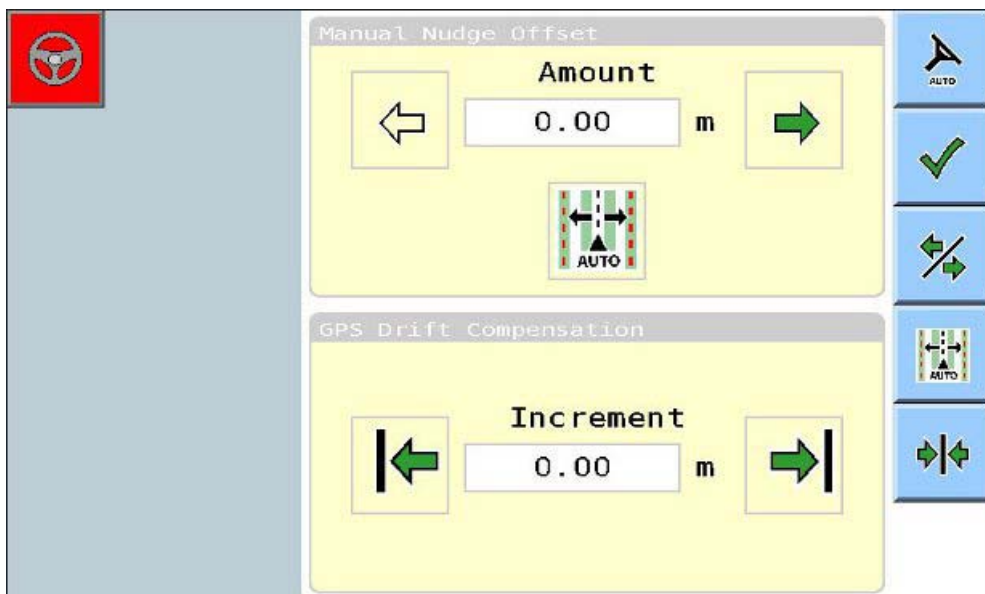 Manual Nudge Offset
Amount
0.00 m
AUTO
GPS Drift Compensation
Increment
0.00 m
AUTO
AUTO